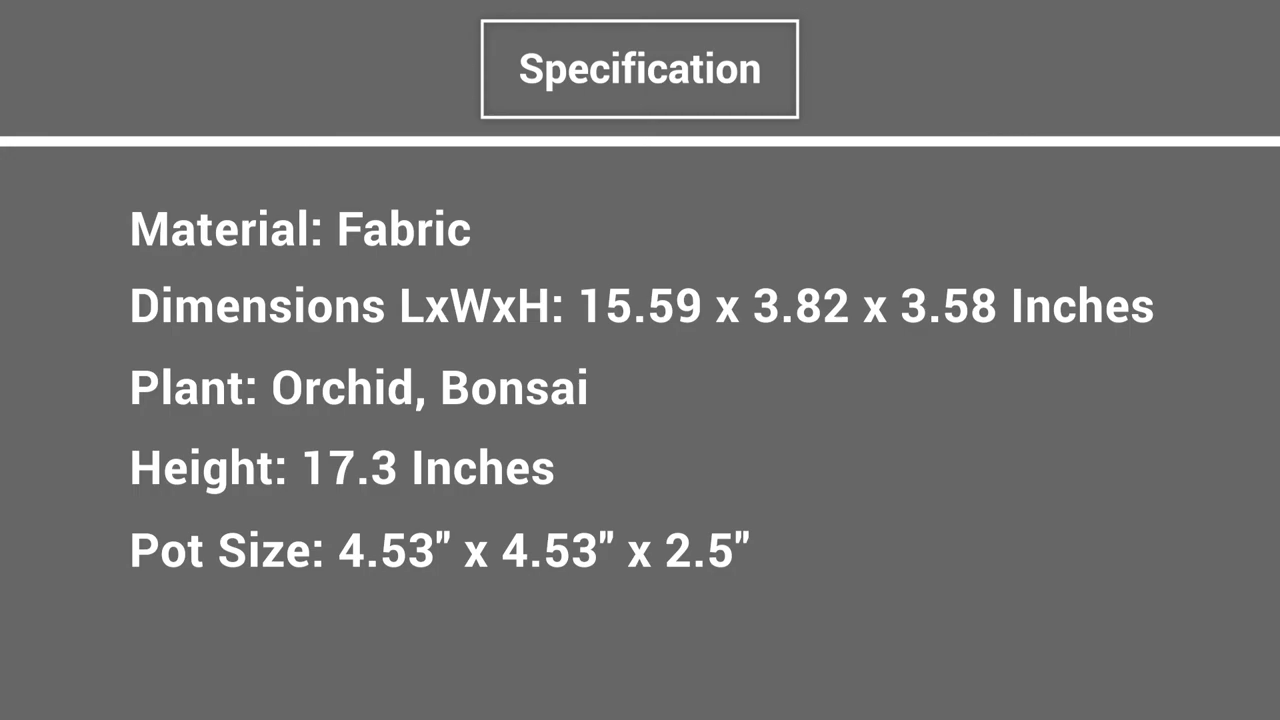 Specification
Material: Fabric
Dimensions LxWxH: 15.59 x 3.82 x 3.58 Inches
Plant: Orchid, Bonsai
Height: 17.3 Inches
Pot Size: 4.53" x 4.53" x 2.5"